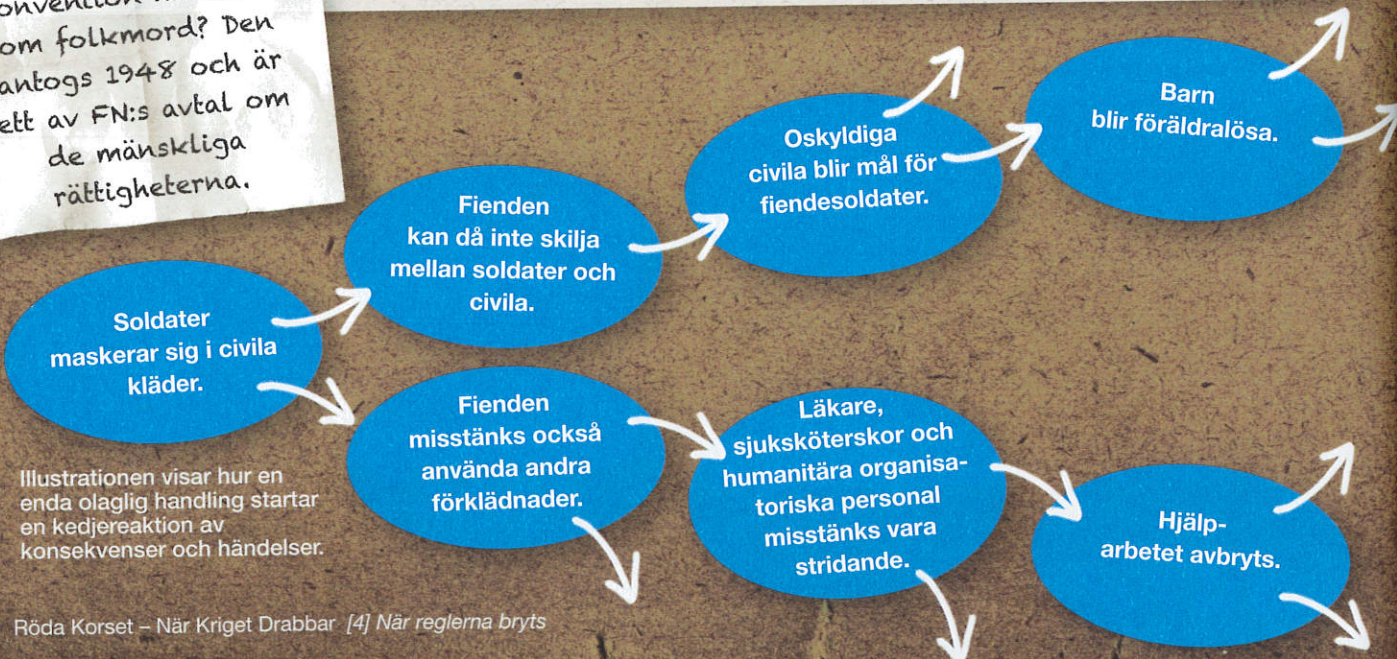 om folkmord? Den
antogs 1948 och är
ett av FN:s avtal om
de mänskliga
rättigheterna.
Soldater
maskerar sig i civila
kläder.
Fienden
kan då inte skilja
mellan soldater och
civila.
Oskyldiga
civila blir mål för
fiendesoldater.
Barn
blir föräldralösa.
Fienden
misstänks också
använda andra
förklädnader.
Läkare,
sjuksköterskor och
humanitära organisa-
toriska personal
misstänks vara
stridande.
Hjälp-
arbetet avbryts.
Illustrationen visar hur en
enda olaglig handling startar
en kedjereaktion av
konsekvenser och händelser.
Röda Korset – När Kriget Drabbar [4] När reglerna bryts